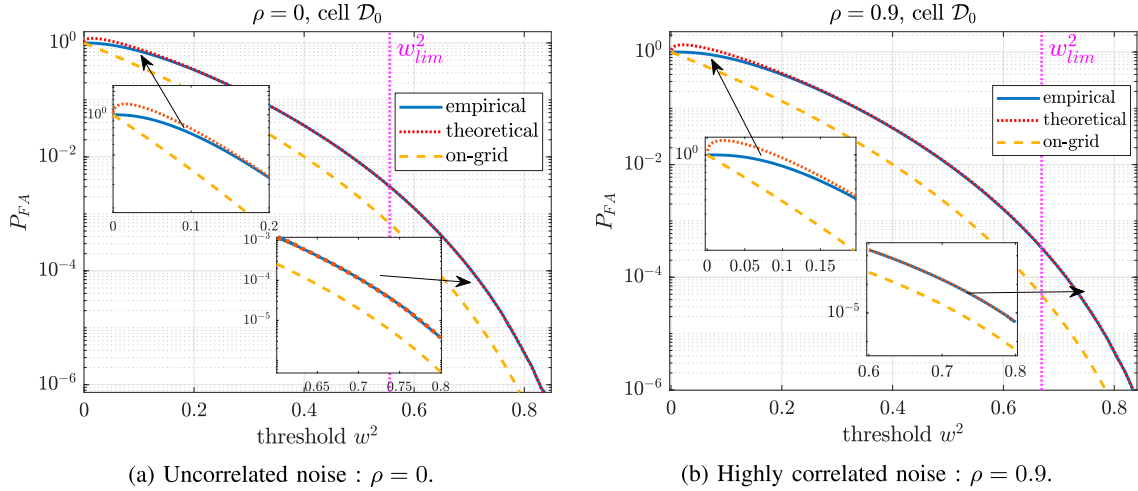 ρ = 0, cell 𝒟₀
10⁰
10⁻²
10⁻⁴
10⁻⁶
P_FA
w²_lim
empirical
theoretical
on-grid
10⁰
0
0.1
0.2
10⁻³
10⁻⁴
10⁻⁵
0.65
0.7
0.75
0.8
0
0.2
0.4
0.6
0.8
threshold w²
(a) Uncorrelated noise : ρ = 0.
ρ = 0.9, cell 𝒟₀
10⁰
10⁻²
10⁻⁴
10⁻⁶
P_FA
w²_lim
empirical
theoretical
on-grid
10⁰
0
0.05
0.1
0.15
10⁻⁵
0.6
0.7
0.8
0
0.2
0.4
0.6
0.8
threshold w²
(b) Highly correlated noise : ρ = 0.9.